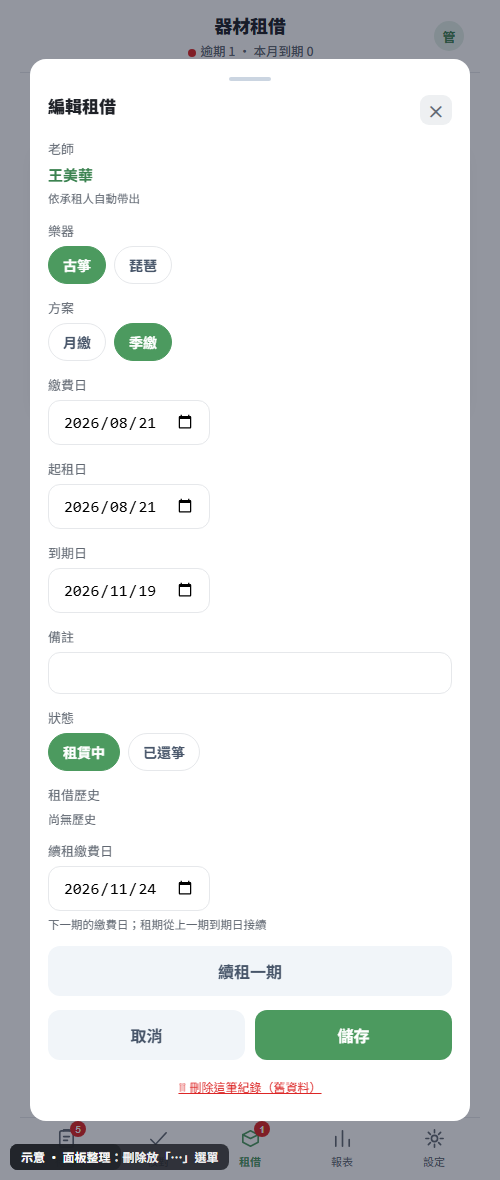 器材租借
管
逾期 1 · 本月到期 0
編輯租借
×
老師
王美華
依承租人自動帶出
樂器
古箏
琵琶
方案
月繳
季繳
繳費日
2026/08/21
起租日
2026/08/21
到期日
2026/11/19
備註
狀態
租賃中
已還箏
租借歷史
尚無歷史
續租繳費日
2026/11/24
下一期的繳費日；租期從上一期到期日接續
續租一期
取消
儲存
刪除這筆紀錄（舊資料）
5
1
示意 · 面板整理：刪除放「⋯」選單
租借
報表
設定